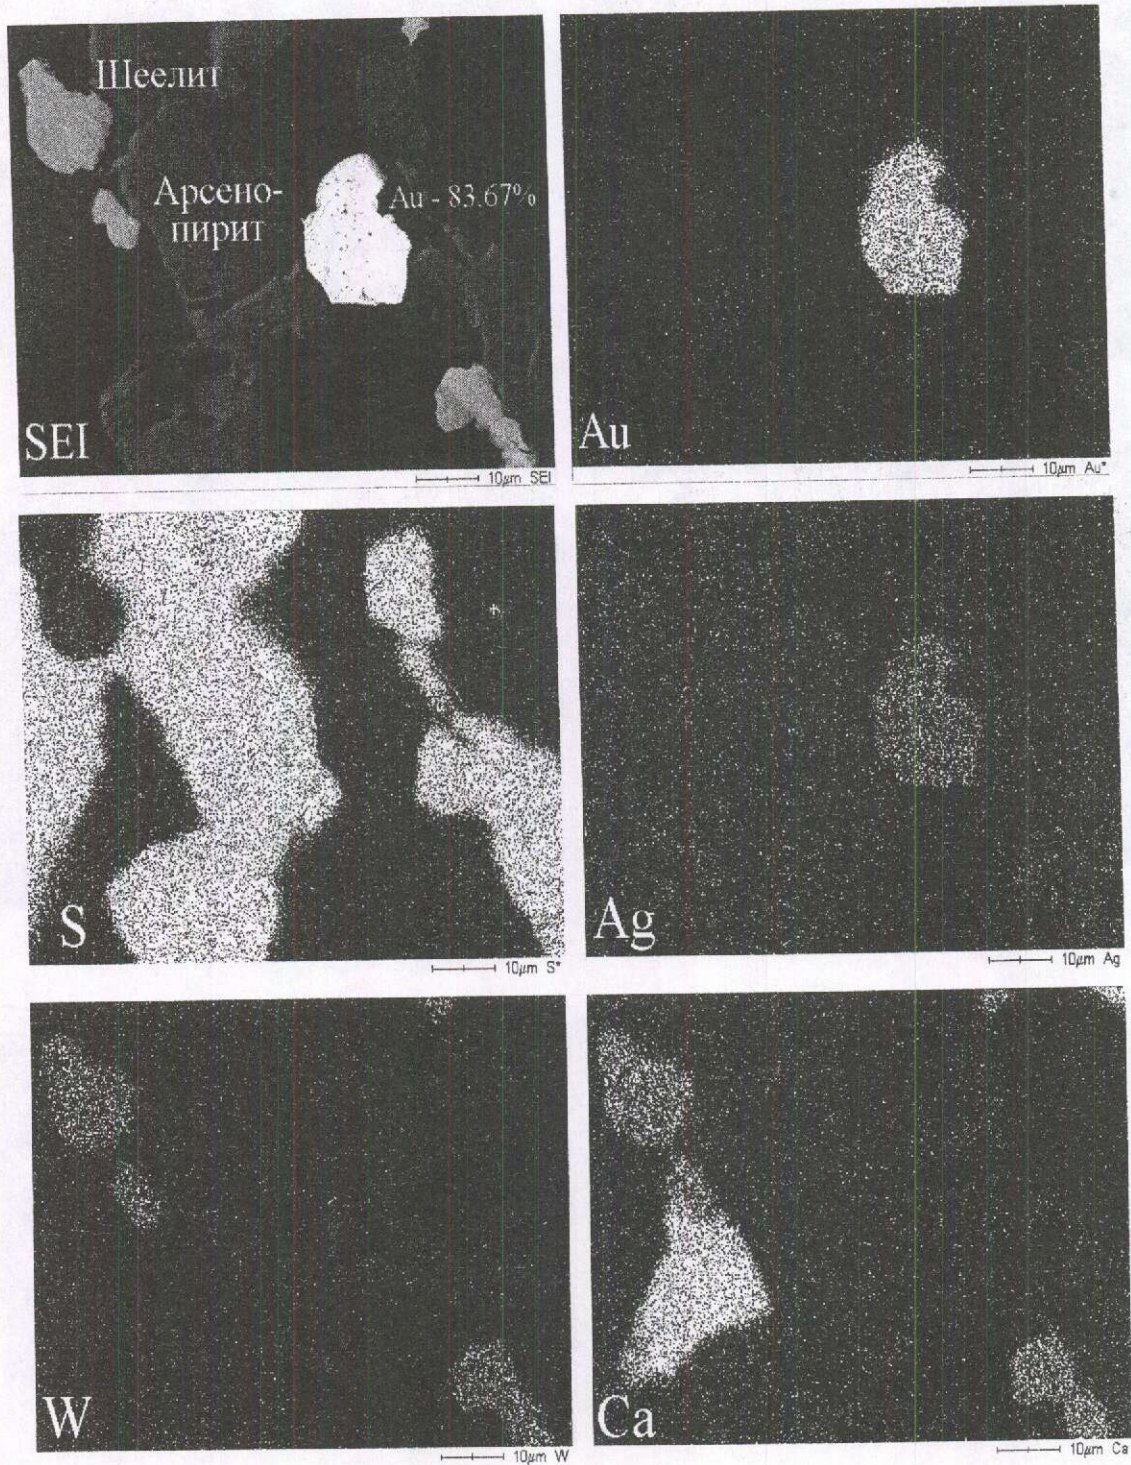 Шеелит
Арсено-
пирит
Au - 83.67%
SEI
10μm SEI
Au
10μm Au*
S
10μm S*
Ag
10μm Ag
W
10μm W
Ca
10μm Ca